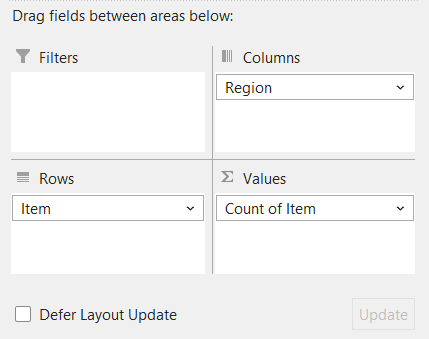 Drag fields between areas below:
Filters
Columns
Region
Rows
Values
Item
Count of Item
Defer Layout Update
Update